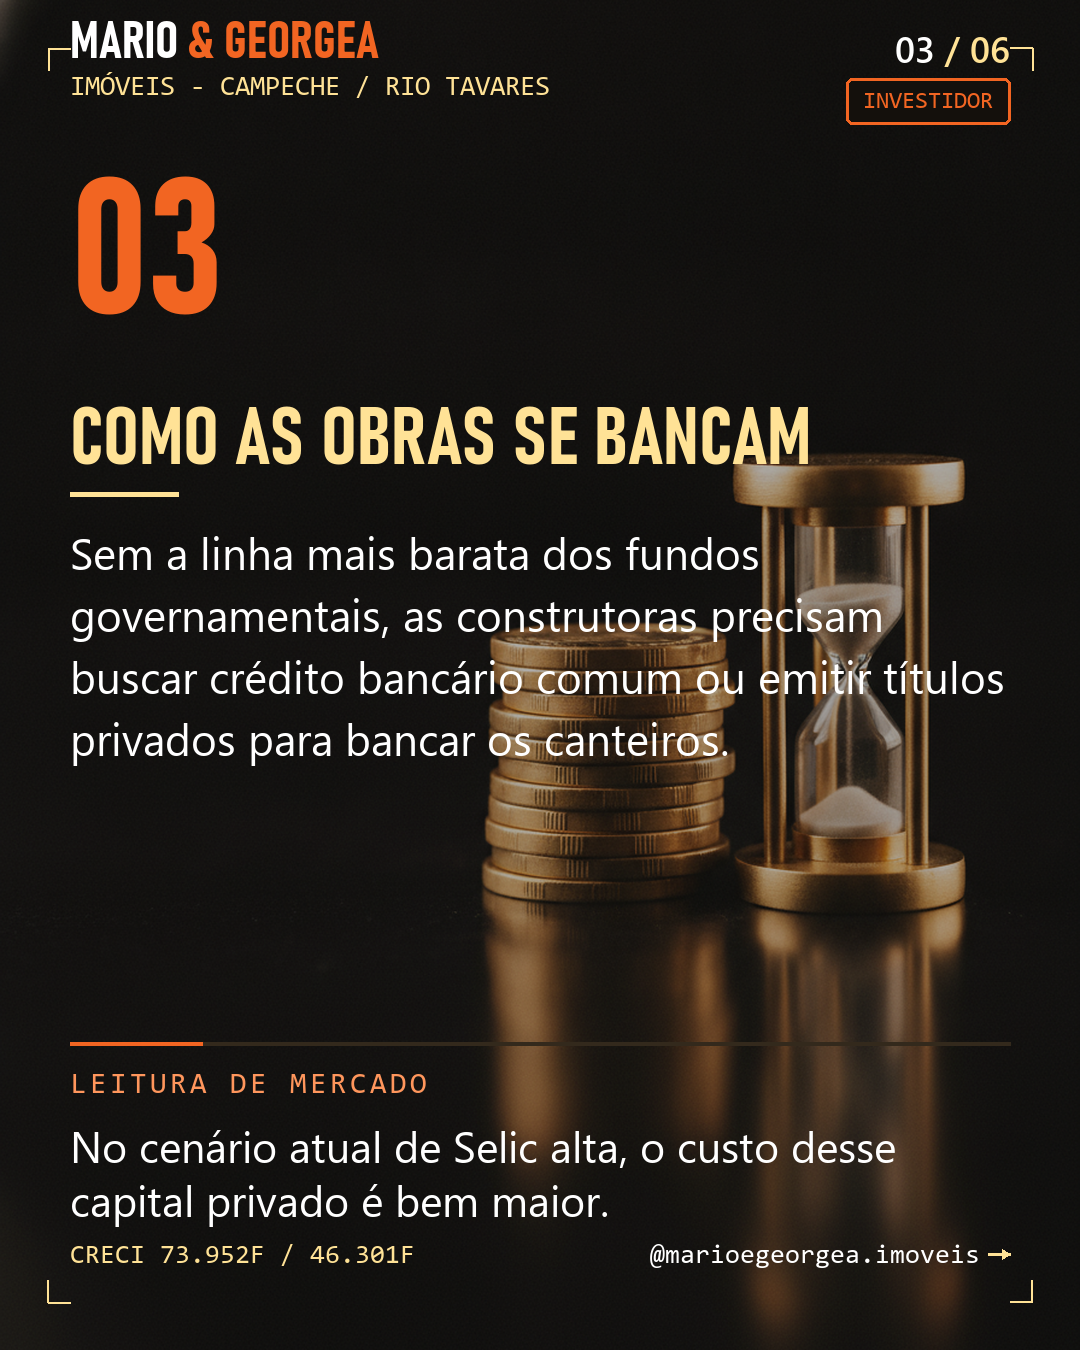 MARIO & GEORGEA
IMÓVEIS - CAMPECHE / RIO TAVARES
03 / 06
INVESTIDOR
03
COMO AS OBRAS SE BANCAM
Sem a linha mais barata dos fundos
governamentais, as construtoras precisam
buscar crédito bancário comum ou emitir títulos
privados para bancar os canteiros.
LEITURA DE MERCADO
No cenário atual de Selic alta, o custo desse
capital privado é bem maior.
CRECI 73.952F / 46.301F
@marioegeorgea.imoveis →